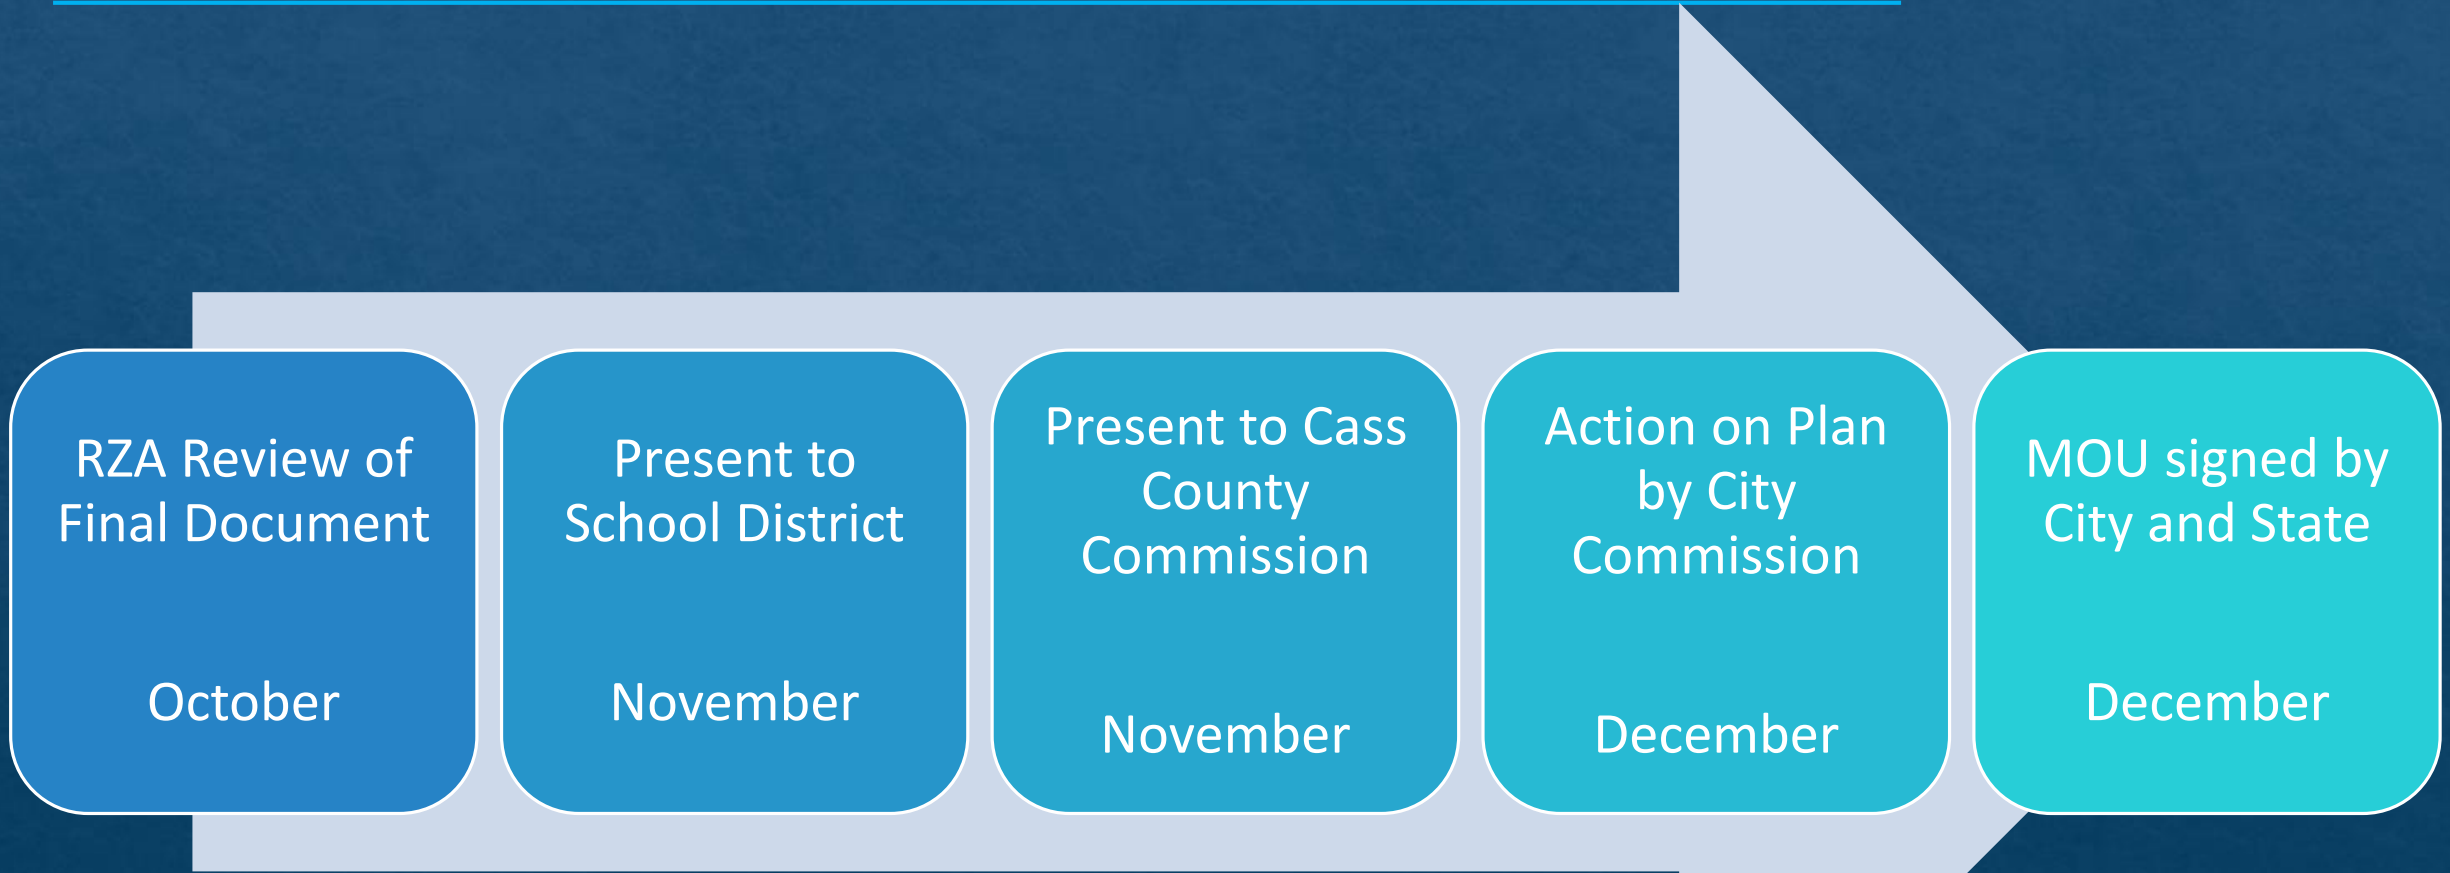 RZA Review of
Final Document
October
Present to
School District
November
Present to Cass
County
Commission
November
Action on Plan
by City
Commission
December
MOU signed by
City and State
December